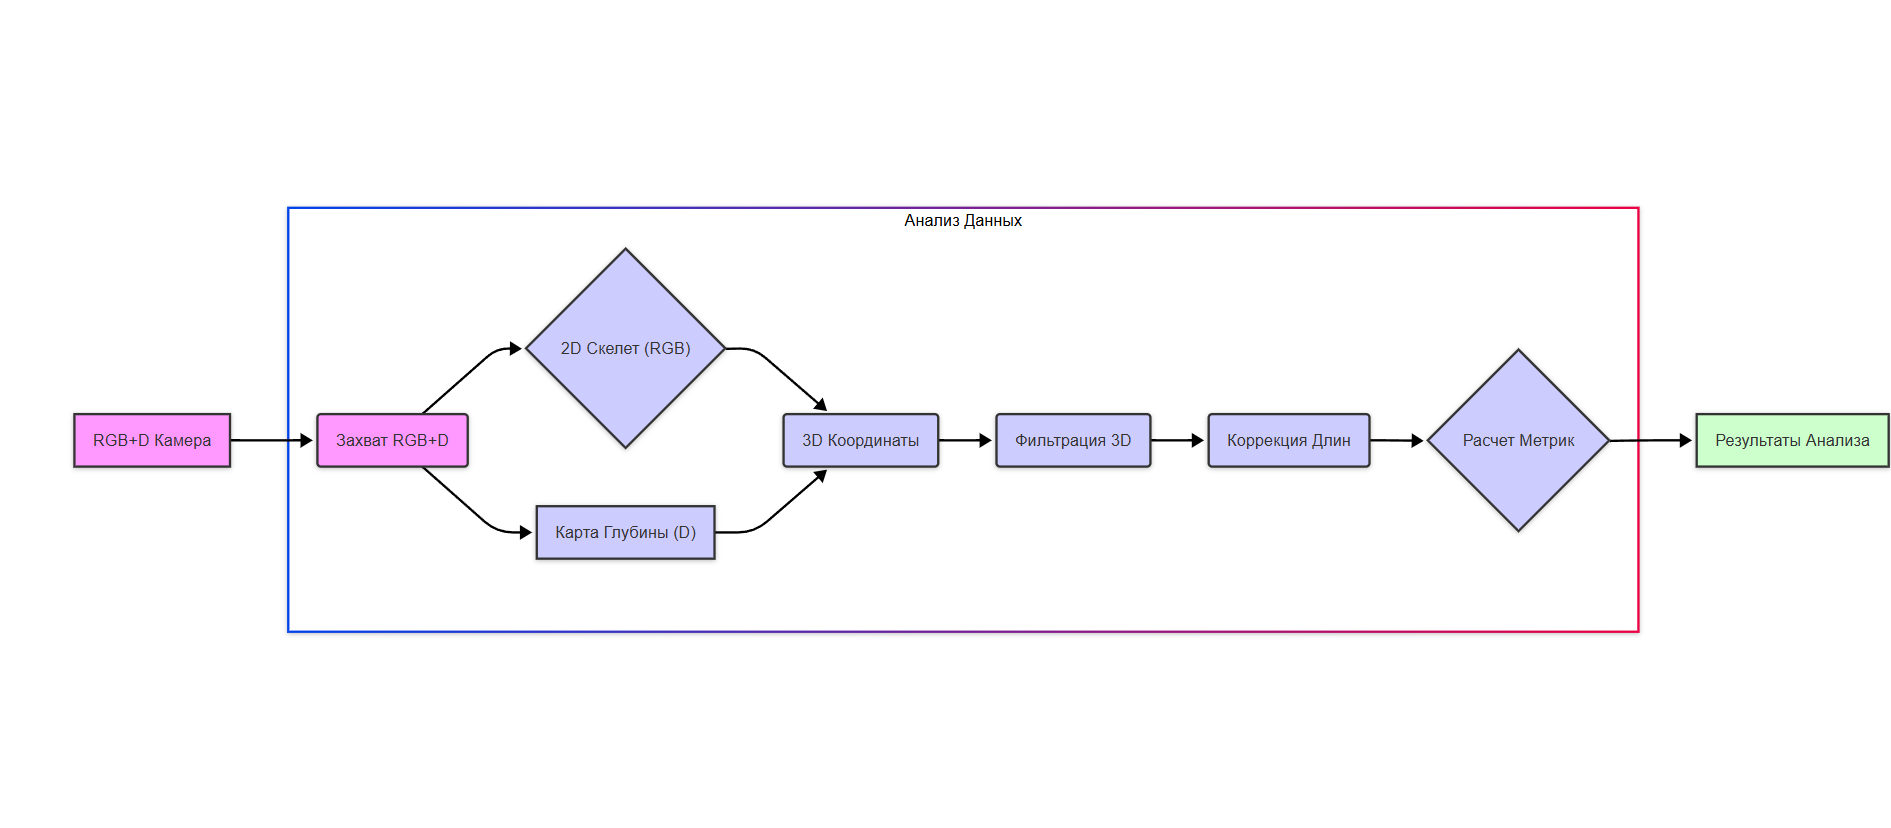 Анализ Данных
RGB+D Камера
Захват RGB+D
2D Скелет (RGB)
Карта Глубины (D)
3D Координаты
Фильтрация 3D
Коррекция Длин
Расчет Метрик
Результаты Анализа